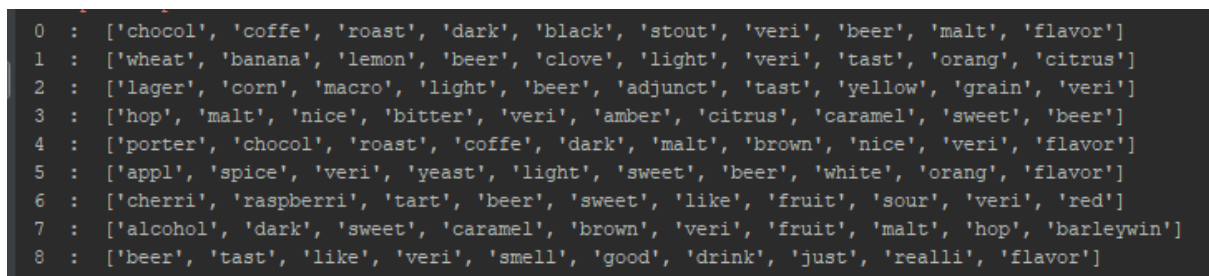 0 : ['chocol', 'coffe', 'roast', 'dark', 'black', 'stout', 'veri', 'beer', 'malt', 'flavor']
1 : ['wheat', 'banana', 'lemon', 'beer', 'clove', 'light', 'veri', 'tast', 'orang', 'citrus']
2 : ['lager', 'corn', 'macro', 'light', 'beer', 'adjunct', 'tast', 'yellow', 'grain', 'veri']
3 : ['hop', 'malt', 'nice', 'bitter', 'veri', 'amber', 'citrus', 'caramel', 'sweet', 'beer']
4 : ['porter', 'chocol', 'roast', 'coffe', 'dark', 'malt', 'brown', 'nice', 'veri', 'flavor']
5 : ['appl', 'spice', 'veri', 'yeast', 'light', 'sweet', 'beer', 'white', 'orang', 'flavor']
6 : ['cherri', 'raspberri', 'tart', 'beer', 'sweet', 'like', 'fruit', 'sour', 'veri', 'red']
7 : ['alcohol', 'dark', 'sweet', 'caramel', 'brown', 'veri', 'fruit', 'malt', 'hop', 'barleywin']
8 : ['beer', 'tast', 'like', 'veri', 'smell', 'good', 'drink', 'just', 'realli', 'flavor']